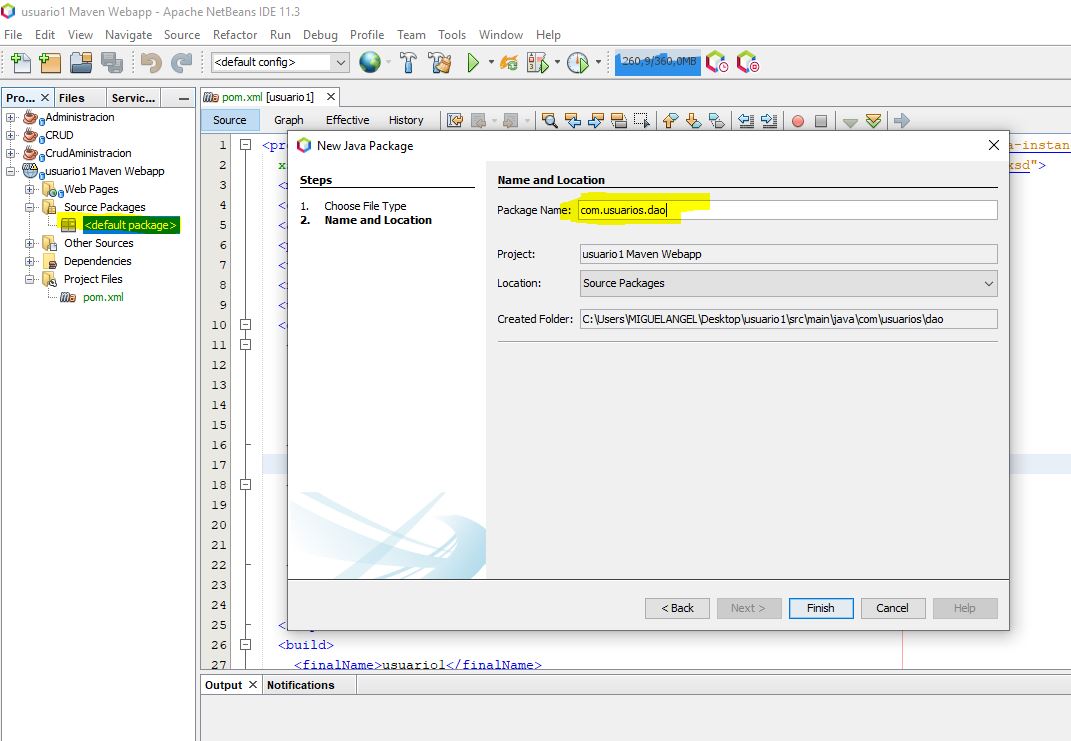 usuario1 Maven Webapp - Apache NetBeans IDE 11.3
File Edit View Navigate Source Refactor Run Debug Profile Team Tools Window Help
<default config> 260,9/360,0MB
Pro... Files Servic...
Administracion
CRUD
CrudAministracion
usuario1 Maven Webapp
Web Pages
Source Packages
<default package>
Other Sources
Dependencies
Project Files
pom.xml
pom.xml [usuario1]
Source Graph Effective History
1 <pr
a-instan
2 x
xsd">
3 <
4 <
5 <
6 <
7 <
8 <
9 <
10 <
11
12
13
14
15
16
17
18
19
20
21
22
23
24
25 <
26 <build>
27 <finalName>usuario1</finalName>
New Java Package
Steps
1. Choose File Type
2. Name and Location
Name and Location
Package Name: com.usuarios.dao
Project: usuario1 Maven Webapp
Location: Source Packages
Created Folder: C:\Users\MIGUELANGEL\Desktop\usuario1\src\main\java\com\usuarios\dao
< Back Next > Finish Cancel Help
Output Notifications